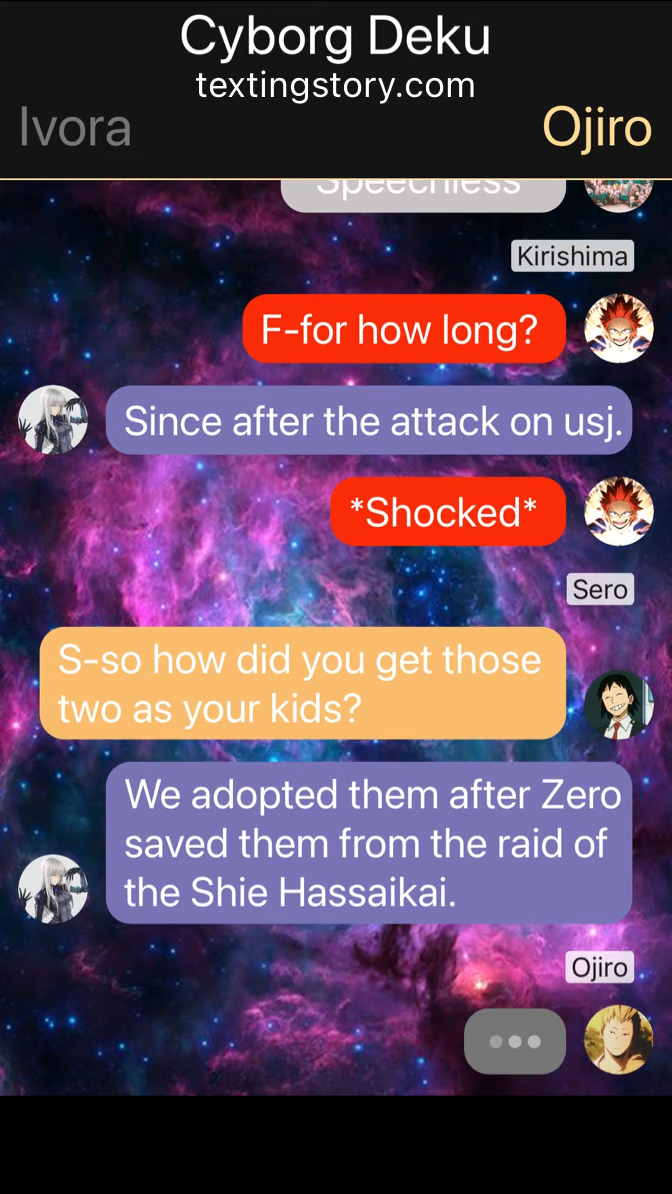 Cyborg Deku
textingstory.com
Ivora
Ojiro
Speechless
Kirishima
F-for how long?
Since after the attack on usj.
*Shocked*
Sero
S-so how did you get those
two as your kids?
We adopted them after Zero
saved them from the raid of
the Shie Hassaikai.
Ojiro